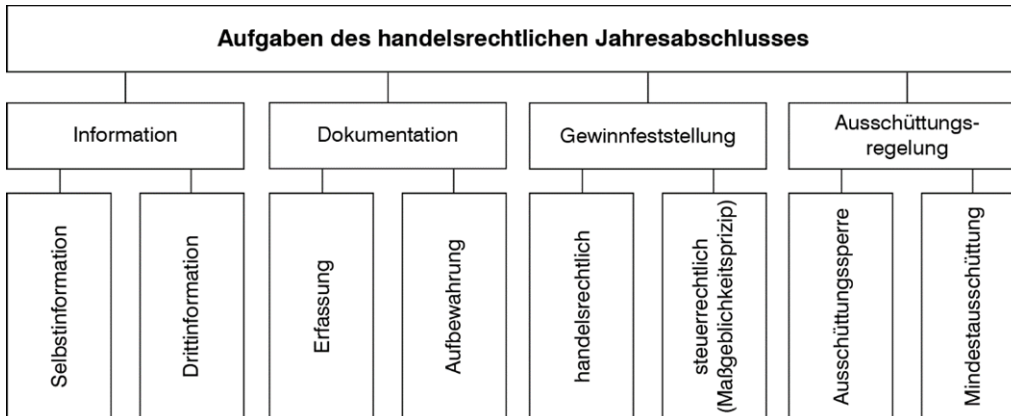 Aufgaben des handelsrechtlichen Jahresabschlusses
Information
Dokumentation
Gewinnfeststellung
Ausschüttungs-
regelung
Selbstinformation
Drittinformation
Erfassung
Aufbewahrung
handelsrechtlich
steuerrechtlich
(Maßgeblichkeitsprizip)
Ausschüttungssperre
Mindestausschüttung